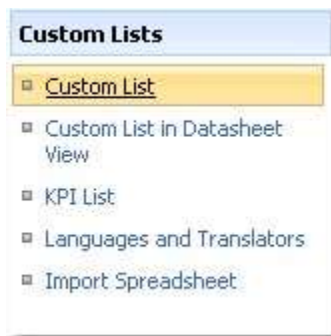 Custom Lists
Custom List
Custom List in Datasheet
View
KPI List
Languages and Translators
Import Spreadsheet